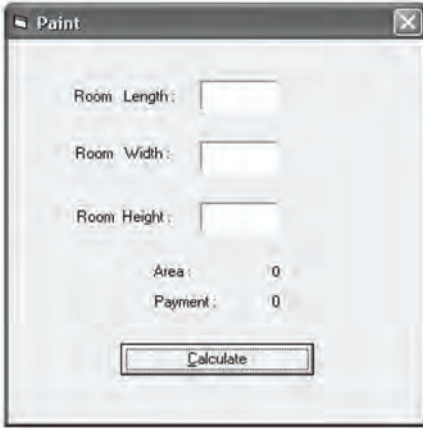 Paint
Room Length :
Room Width :
Room Height :
Area : 0
Payment : 0
Calculate